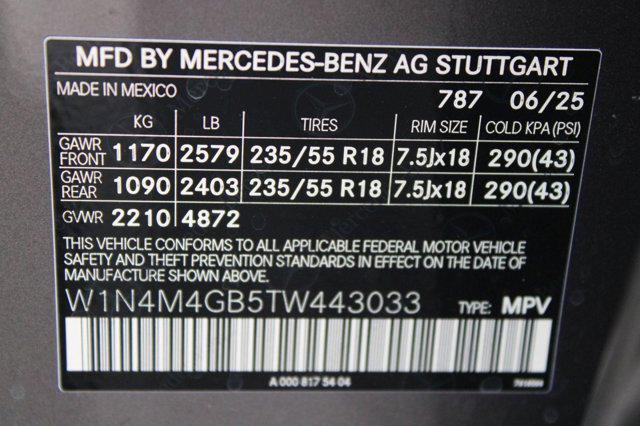 MFD BY MERCEDES-BENZ AG STUTTGART
MADE IN MEXICO 787 06/25
KG LB TIRES RIM SIZE COLD KPA (PSI)
GAWR FRONT 1170 2579 235/55 R18 7.5Jx18 290(43)
GAWR REAR 1090 2403 235/55 R18 7.5Jx18 290(43)
GVWR 2210 4872
THIS VEHICLE CONFORMS TO ALL APPLICABLE FEDERAL MOTOR VEHICLE
SAFETY AND THEFT PREVENTION STANDARDS IN EFFECT ON THE DATE OF
MANUFACTURE SHOWN ABOVE.
W1N4M4GB5TW443033 TYPE: MPV
A 000 817 54 04